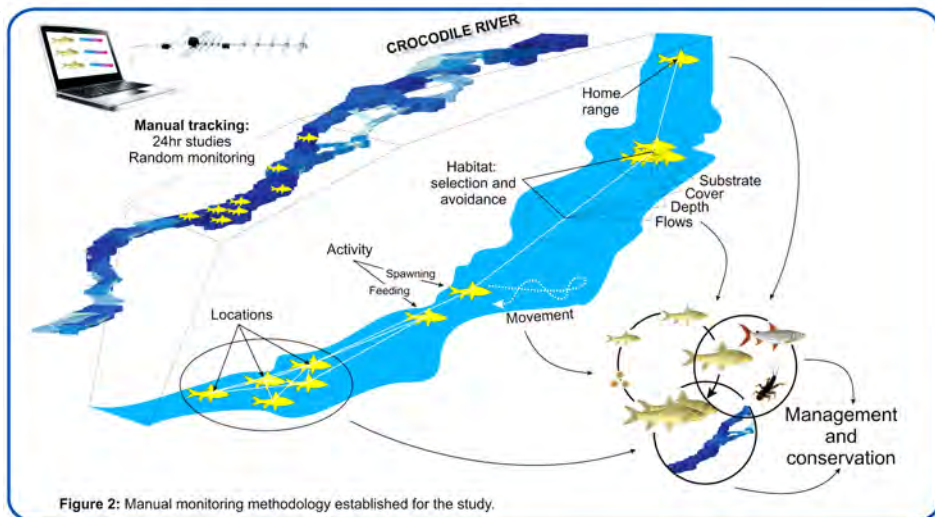 CROCODILE RIVER
Manual tracking:
24hr studies
Random monitoring
Home
range
Habitat:
selection and
avoidance
Substrate
Cover
Depth
Flows
Activity
Spawning
Feeding
Movement
Locations
Management
and
conservation
Figure 2: Manual monitoring methodology established for the study.